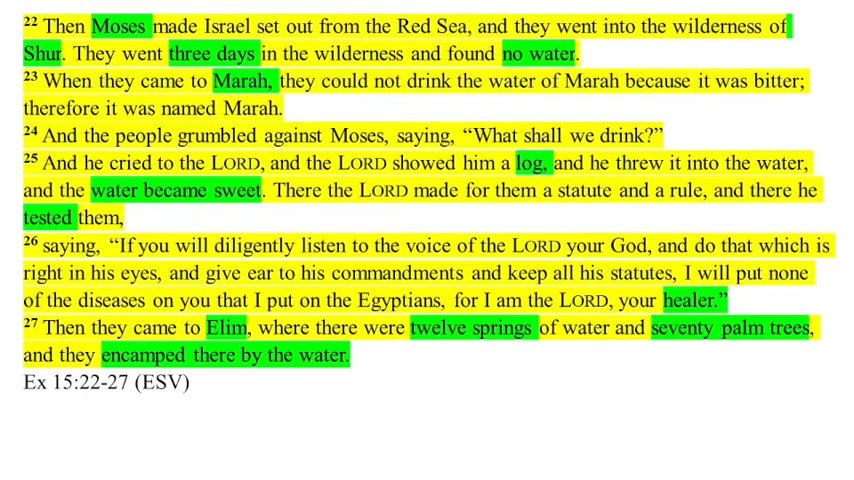 22 Then Moses made Israel set out from the Red Sea, and they went into the wilderness of
Shur. They went three days in the wilderness and found no water.
23 When they came to Marah, they could not drink the water of Marah because it was bitter;
therefore it was named Marah.
24 And the people grumbled against Moses, saying, “What shall we drink?”
25 And he cried to the LORD, and the LORD showed him a log, and he threw it into the water,
and the water became sweet. There the LORD made for them a statute and a rule, and there he
tested them,
26 saying, “If you will diligently listen to the voice of the LORD your God, and do that which is
right in his eyes, and give ear to his commandments and keep all his statutes, I will put none
of the diseases on you that I put on the Egyptians, for I am the LORD, your healer.”
27 Then they came to Elim, where there were twelve springs of water and seventy palm trees,
and they encamped there by the water.
Ex 15:22-27 (ESV)